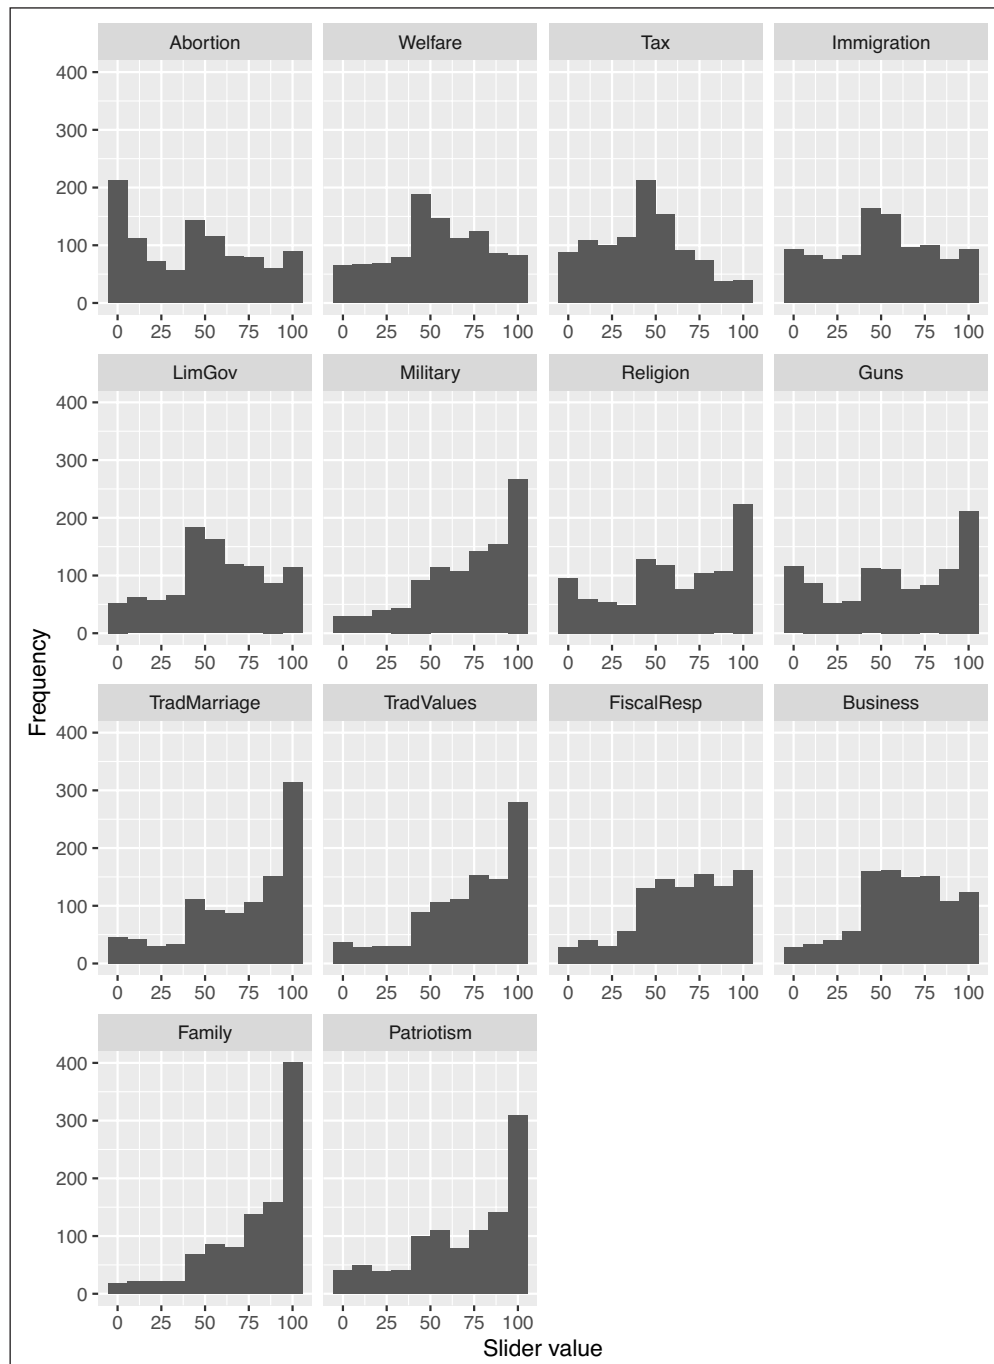 Abortion Welfare Tax Immigration
400
300
200
100
0
0 25 50 75 100 0 25 50 75 100 0 25 50 75 100 0 25 50 75 100
LimGov Military Religion Guns
400
300
200
100
0
0 25 50 75 100 0 25 50 75 100 0 25 50 75 100 0 25 50 75 100
Frequency
TradMarriage TradValues FiscalResp Business
400
300
200
100
0
0 25 50 75 100 0 25 50 75 100 0 25 50 75 100 0 25 50 75 100
Family Patriotism
400
300
200
100
0
0 25 50 75 100 0 25 50 75 100
Slider value